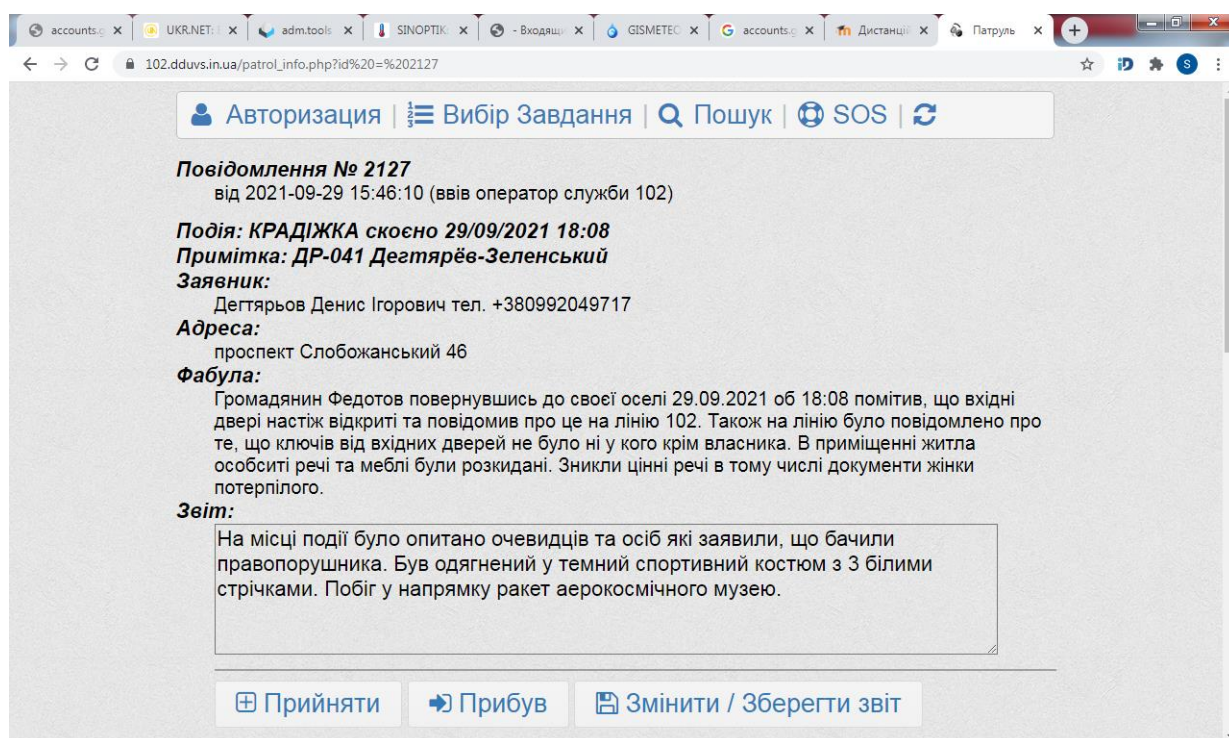 accounts.g
UKR.NET:
adm.tools
SINOPTIK:
- Входящи
GISMETEO
accounts.g
Дистанцій
Патруль
102.dduvs.in.ua/patrol_info.php?id%20=%202127
Авторизация | Вибір Завдання | Пошук | SOS |
Повідомлення № 2127
від 2021-09-29 15:46:10 (ввів оператор служби 102)
Подія: КРАДІЖКА скоєно 29/09/2021 18:08
Примітка: ДР-041 Дегтярёв-Зеленський
Заявник:
Дегтярьов Денис Ігорович тел. +380992049717
Адреса:
проспект Слобожанський 46
Фабула:
Громадянин Федотов повернувшись до своєї оселі 29.09.2021 об 18:08 помітив, що вхідні
двері настіж відкриті та повідомив про це на лінію 102. Також на лінію було повідомлено про
те, що ключів від вхідних дверей не було ні у кого крім власника. В приміщенні житла
особситі речі та меблі були розкидані. Зникли цінні речі в тому числі документи жінки
потерпілого.
Звіт:
На місці події було опитано очевидців та осіб які заявили, що бачили
правопорушника. Був одягнений у темний спортивний костюм з 3 білими
стрічками. Побіг у напрямку ракет аерокосмічного музею.
Прийняти
Прибув
Змінити / Зберегти звіт